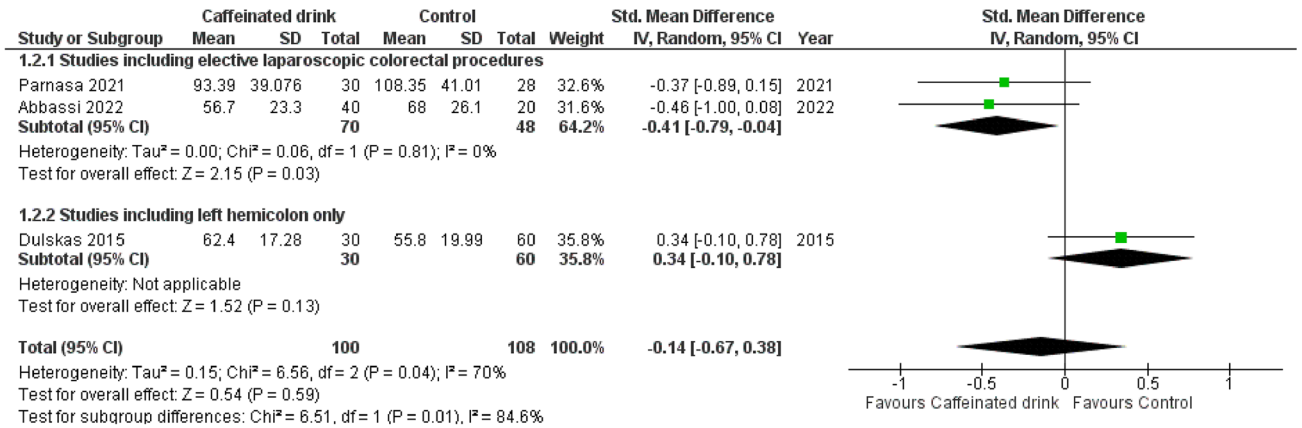 Caffeinated drink Control Std. Mean Difference Std. Mean Difference
Study or Subgroup Mean SD Total Mean SD Total Weight IV, Random, 95% CI Year IV, Random, 95% CI
1.2.1 Studies including elective laparoscopic colorectal procedures
Parnasa 2021 93.39 39.076 30 108.35 41.01 28 32.6% -0.37 [-0.89, 0.15] 2021
Abbassi 2022 56.7 23.3 40 68 26.1 20 31.6% -0.46 [-1.00, 0.08] 2022
Subtotal (95% CI) 70 48 64.2% -0.41 [-0.79, -0.04]
Heterogeneity: Tau² = 0.00; Chi² = 0.06, df = 1 (P = 0.81); I² = 0%
Test for overall effect: Z = 2.15 (P = 0.03)
1.2.2 Studies including left hemicolon only
Dulskas 2015 62.4 17.28 30 55.8 19.99 60 35.8% 0.34 [-0.10, 0.78] 2015
Subtotal (95% CI) 30 60 35.8% 0.34 [-0.10, 0.78]
Heterogeneity: Not applicable
Test for overall effect: Z = 1.52 (P = 0.13)
Total (95% CI) 100 108 100.0% -0.14 [-0.67, 0.38]
Heterogeneity: Tau² = 0.15; Chi² = 6.56, df = 2 (P = 0.04); I² = 70%
Test for overall effect: Z = 0.54 (P = 0.59)
Test for subgroup differences: Chi² = 6.51, df = 1 (P = 0.01), I² = 84.6%
-1 -0.5 0 0.5 1
Favours Caffeinated drink Favours Control